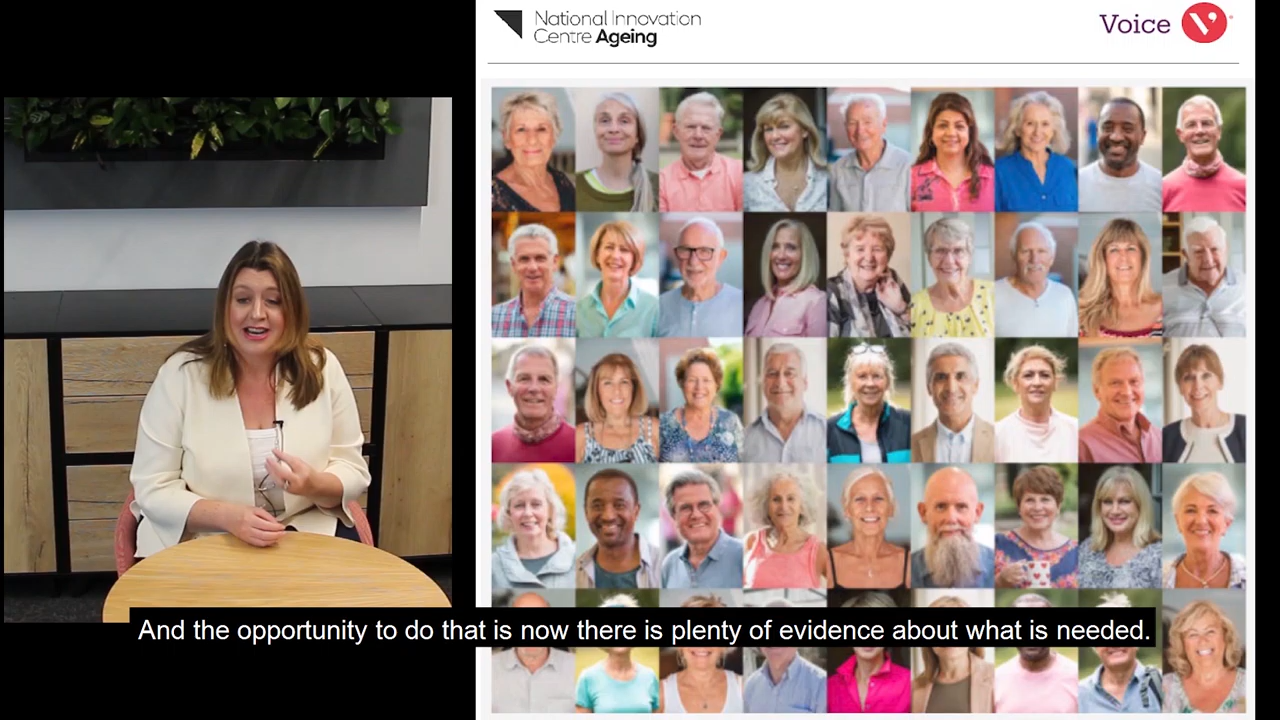 National Innovation
Centre Ageing
Voice V
And the opportunity to do that is now there is plenty of evidence about what is needed.